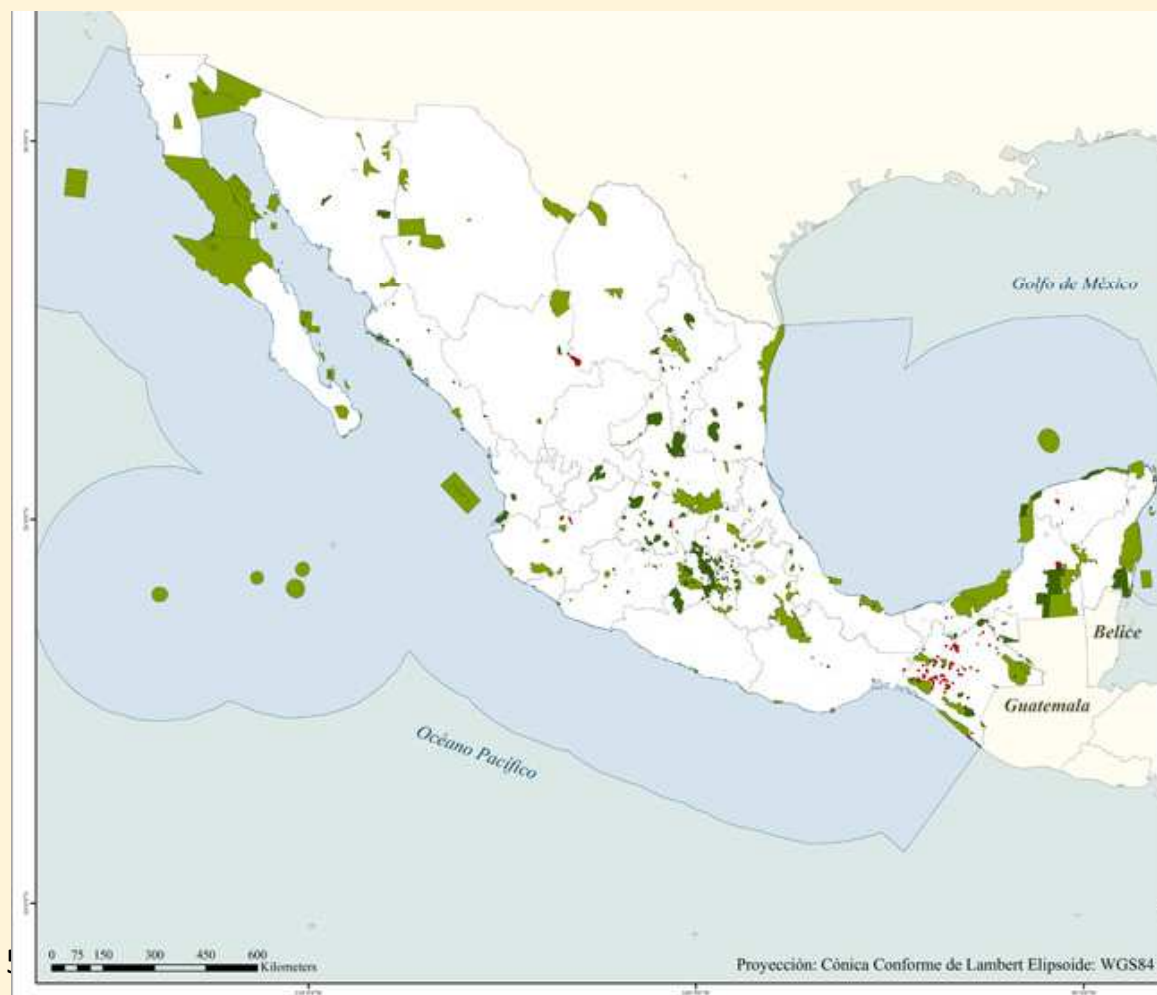 Golfo de México
Belice
Guatemala
Océano Pacífico
0 75 150 300 450 600
Kilometers
Proyección: Cónica Conforme de Lambert Elipsoide: WGS84